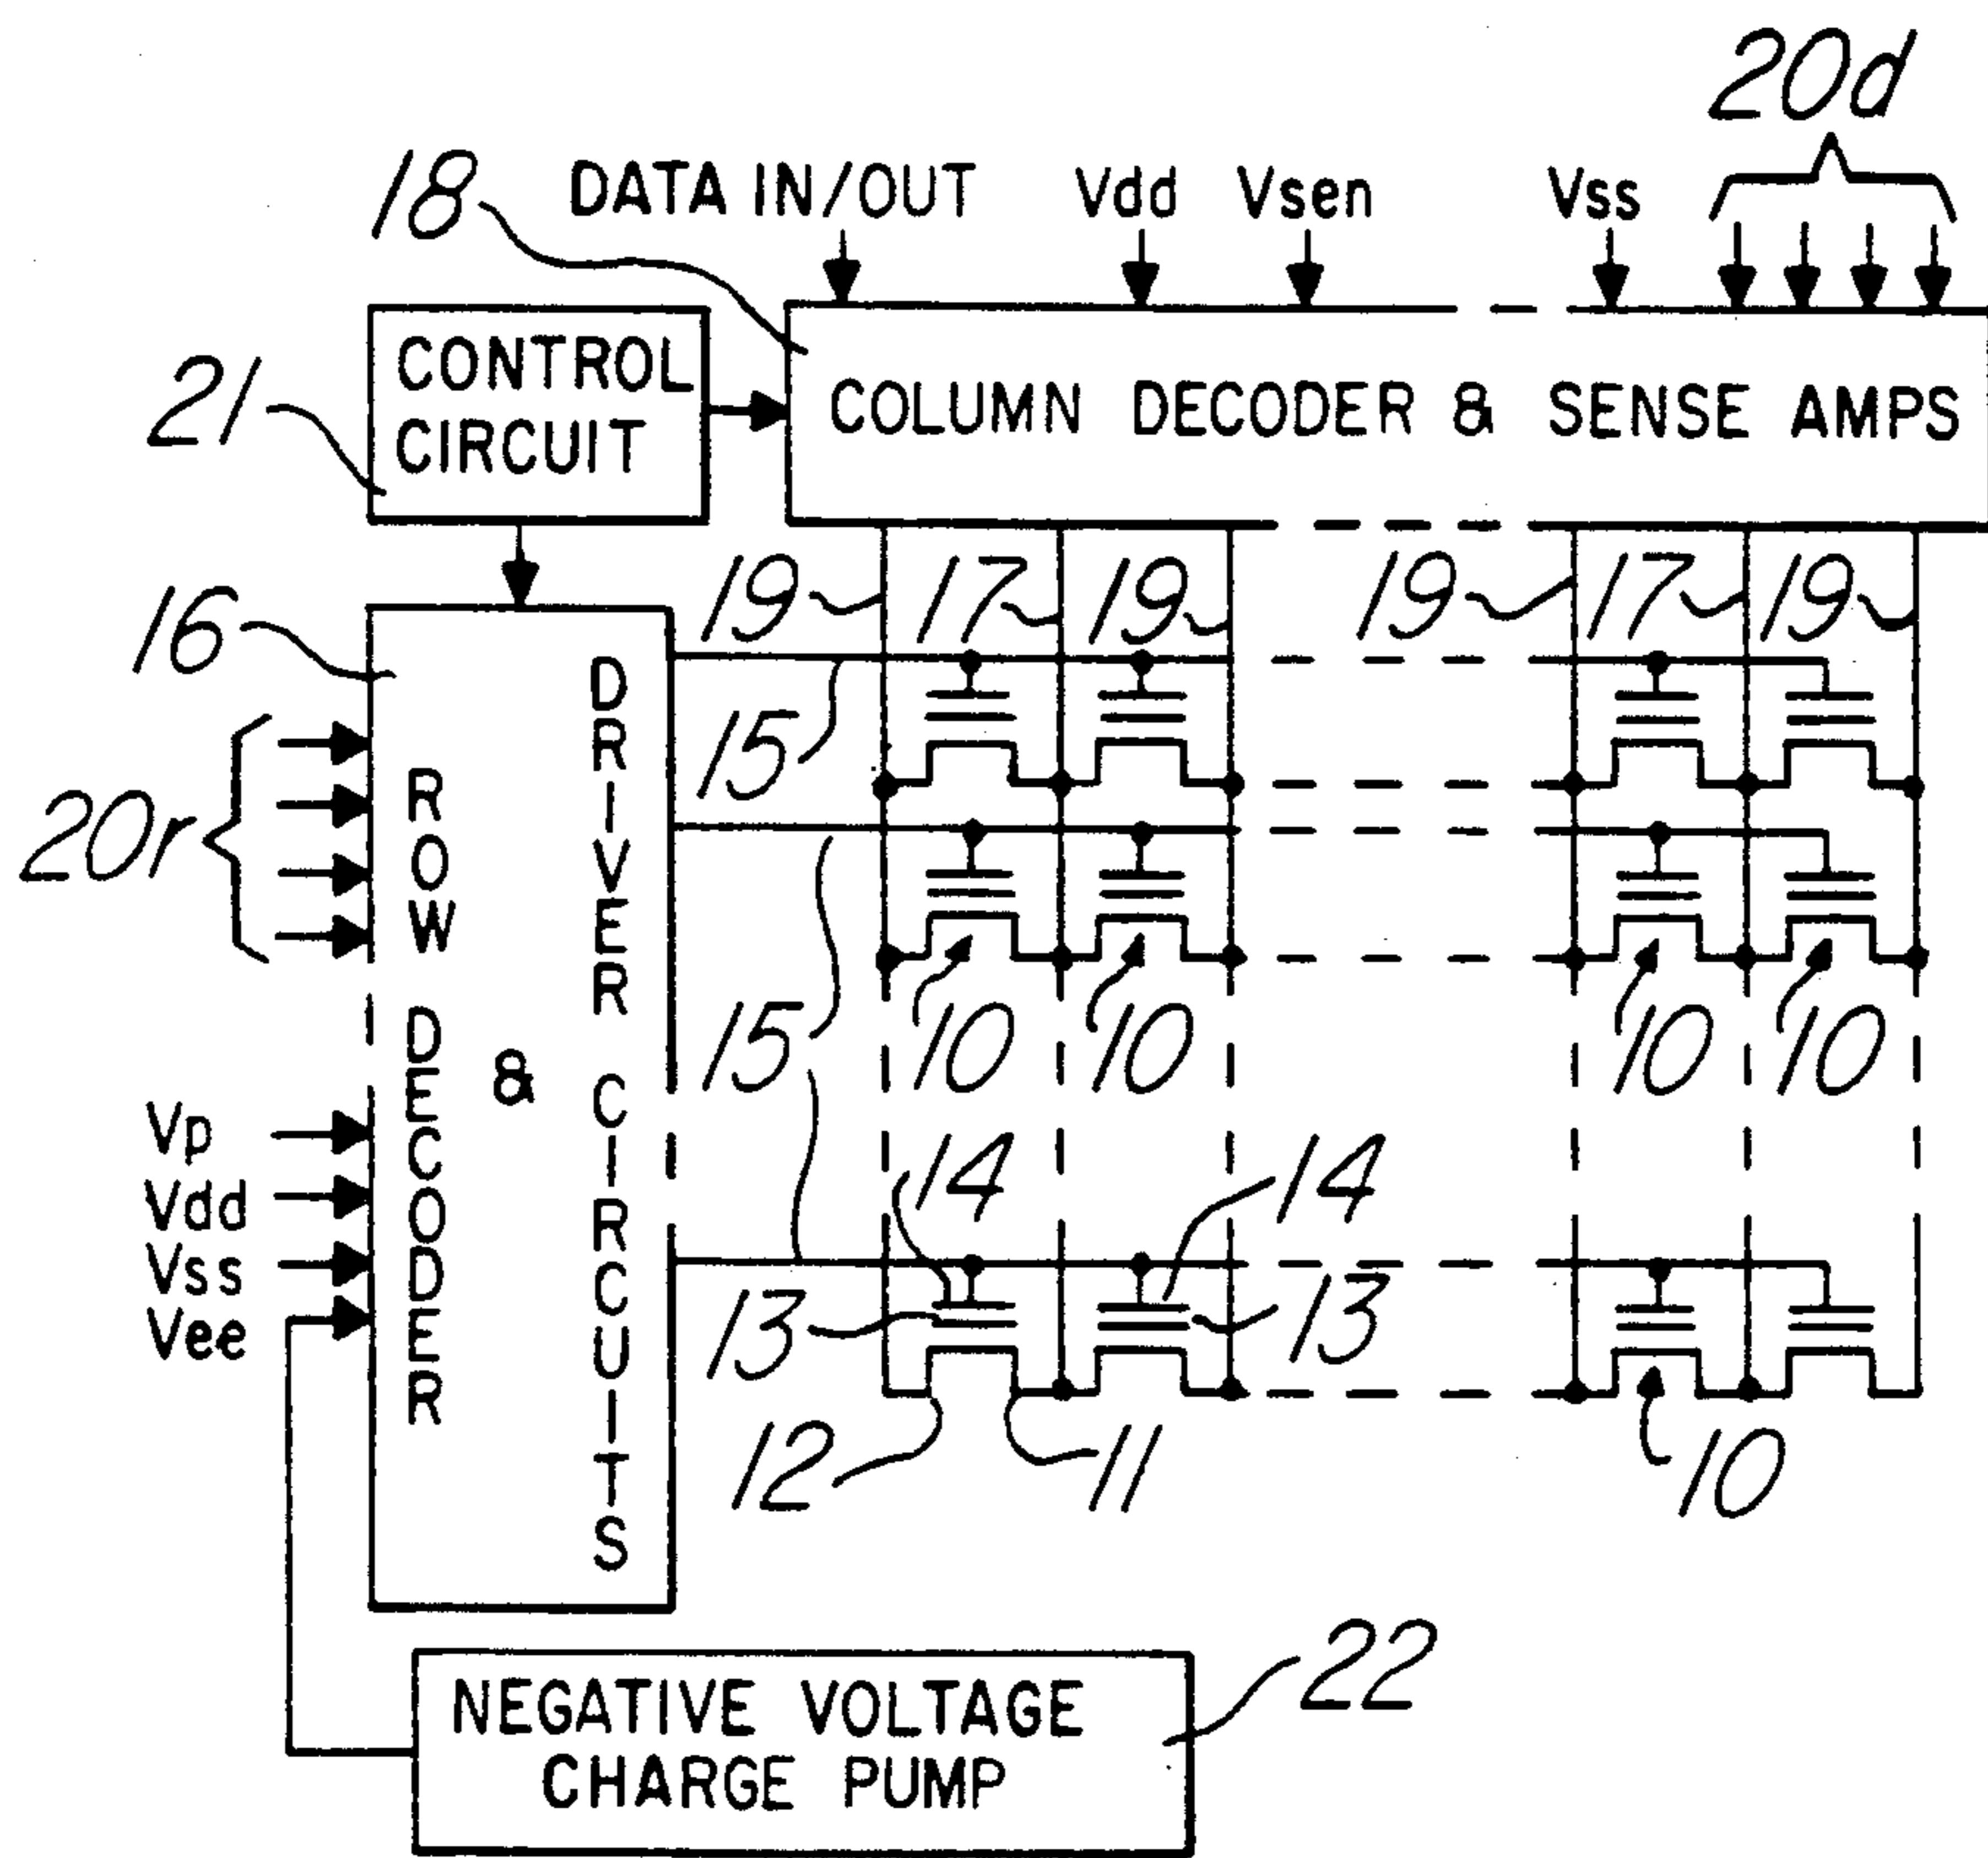 20d
18 DATA IN/OUT Vdd Vsen Vss
CONTROL
CIRCUIT
21
COLUMN DECODER & SENSE AMPS
19 17 19 19 17 19
16
15
20r
ROW DECODER
&
DRIVER CIRCUITS
10 10 10 10
15
Vp
Vdd
Vss
Vee
14 14
13 13
12 11 10
22
NEGATIVE VOLTAGE
CHARGE PUMP